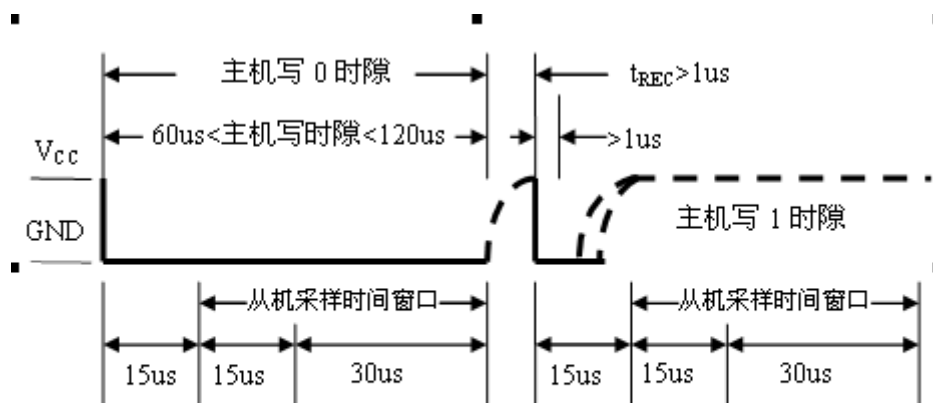 主机写 0 时隙
tREC>1us
60us<主机写时隙<120us
>1us
VCC
GND
主机写 1 时隙
从机采样时间窗口
从机采样时间窗口
15us
15us
30us
15us
15us
30us